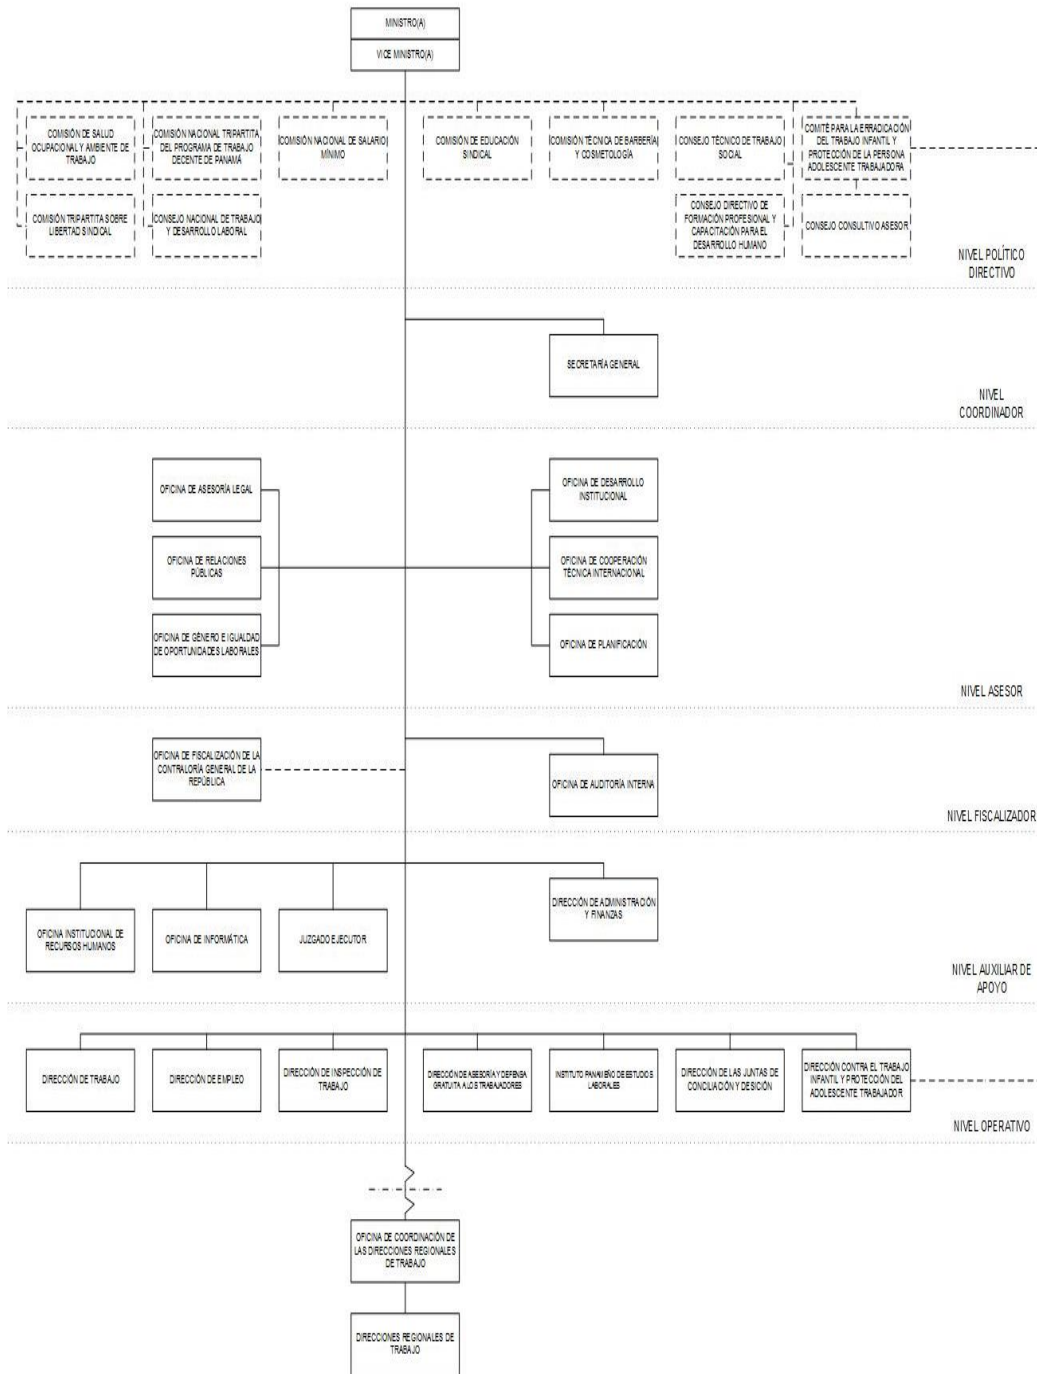 MINISTRO(A)
VICE MINISTRO(A)
COMISIÓN DE SALUD
OCUPACIONAL Y AMBIENTE DE
TRABAJO
COMISIÓN NACIONAL TRIPARTITA
DEL PROGRAMA DE TRABAJO
DECENTE DE PANAMÁ
COMISIÓN NACIONAL DE SALARIO
MÍNIMO
COMISIÓN DE EDUCACIÓN
SINDICAL
COMISIÓN TÉCNICA DE BARBERÍA
Y COSMETOLOGÍA
CONSEJO TÉCNICO DE TRABAJO
SOCIAL
COMITÉ PARA LA ERRADICACIÓN
DEL TRABAJO INFANTIL Y
PROTECCIÓN DE LA PERSONA
ADOLESCENTE TRABAJADORA
COMISIÓN TRIPARTITA SOBRE
LIBERTAD SINDICAL
CONSEJO NACIONAL DE TRABAJO
Y DESARROLLO LABORAL
CONSEJO DIRECTIVO DE
FORMACIÓN PROFESIONAL Y
CAPACITACIÓN PARA EL
DESARROLLO HUMANO
CONSEJO CONSULTIVO ASESOR
NIVEL POLÍTICO
DIRECTIVO
SECRETARÍA GENERAL
NIVEL
COORDINADOR
OFICINA DE ASESORÍA LEGAL
OFICINA DE DESARROLLO
INSTITUCIONAL
OFICINA DE RELACIONES
PÚBLICAS
OFICINA DE COOPERACIÓN
TÉCNICA INTERNACIONAL
OFICINA DE GÉNERO E IGUALDAD
DE OPORTUNIDADES LABORALES
OFICINA DE PLANIFICACIÓN
NIVEL ASESOR
OFICINA DE FISCALIZACIÓN DE LA
CONTRALORÍA GENERAL DE LA
REPÚBLICA
OFICINA DE AUDITORÍA INTERNA
NIVEL FISCALIZADOR
OFICINA INSTITUCIONAL DE
RECURSOS HUMANOS
OFICINA DE INFORMÁTICA
JUZGADO EJECUTOR
DIRECCIÓN DE ADMINISTRACIÓN
Y FINANZAS
NIVEL AUXILIAR DE
APOYO
DIRECCIÓN DE TRABAJO
DIRECCIÓN DE EMPLEO
DIRECCIÓN DE INSPECCIÓN DE
TRABAJO
DIRECCIÓN DE ASESORÍA Y DEFENSA
GRATUITA A LOS TRABAJADORES
INSTITUTO PANAMEÑO DE ESTUDIOS
LABORALES
DIRECCIÓN DE LAS JUNTAS DE
CONCILIACIÓN Y DESICIÓN
DIRECCIÓN CONTRA EL TRABAJO
INFANTIL Y PROTECCIÓN DEL
ADOLESCENTE TRABAJADOR
NIVEL OPERATIVO
OFICINA DE COORDINACIÓN DE
LAS DIRECCIONES REGIONALES
DE TRABAJO
DIRECCIONES REGIONALES DE
TRABAJO